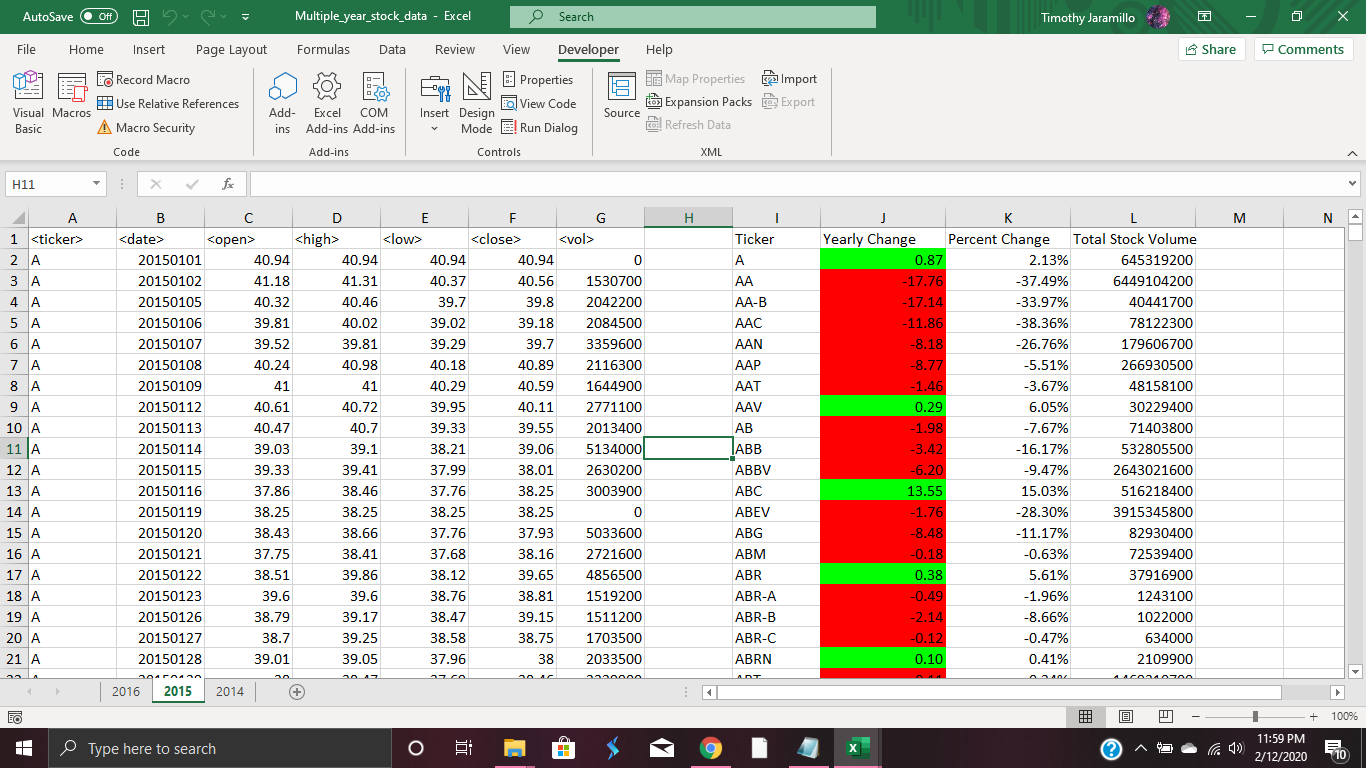 AutoSave Off Multiple_year_stock_data - Excel Search Timothy Jaramillo
File Home Insert Page Layout Formulas Data Review View Developer Help Share Comments
Visual Basic
Macros
Record Macro
Use Relative References
Macro Security
Code
Add-ins
Excel Add-ins
COM Add-ins
Add-ins
Insert
Design Mode
Properties
View Code
Run Dialog
Controls
Source
Map Properties
Expansion Packs
Refresh Data
Import
Export
XML
H11 fx
A B C D E F G H I J K L M N
1 <ticker> <date> <open> <high> <low> <close> <vol> Ticker Yearly Change Percent Change Total Stock Volume
2 A 20150101 40.94 40.94 40.94 40.94 0 A 0.87 2.13% 645319200
3 A 20150102 41.18 41.31 40.37 40.56 1530700 AA -17.76 -37.49% 6449104200
4 A 20150105 40.32 40.46 39.7 39.8 2042200 AA-B -17.14 -33.97% 40441700
5 A 20150106 39.81 40.02 39.02 39.18 2084500 AAC -11.86 -38.36% 78122300
6 A 20150107 39.52 39.81 39.29 39.7 3359600 AAN -8.18 -26.76% 179606700
7 A 20150108 40.24 40.98 40.18 40.89 2116300 AAP -8.77 -5.51% 266930500
8 A 20150109 41 41 40.29 40.59 1644900 AAT -1.46 -3.67% 48158100
9 A 20150112 40.61 40.72 39.95 40.11 2771100 AAV 0.29 6.05% 30229400
10 A 20150113 40.47 40.7 39.33 39.55 2013400 AB -1.98 -7.67% 71403800
11 A 20150114 39.03 39.1 38.21 39.06 5134000 ABB -3.42 -16.17% 532805500
12 A 20150115 39.33 39.41 37.99 38.01 2630200 ABBV -6.20 -9.47% 2643021600
13 A 20150116 37.86 38.46 37.76 38.25 3003900 ABC 13.55 15.03% 516218400
14 A 20150119 38.25 38.25 38.25 38.25 0 ABEV -1.76 -28.30% 3915345800
15 A 20150120 38.43 38.66 37.76 37.93 5033600 ABG -8.48 -11.17% 82930400
16 A 20150121 37.75 38.41 37.68 38.16 2721600 ABM -0.18 -0.63% 72539400
17 A 20150122 38.51 39.86 38.12 39.65 4856500 ABR 0.38 5.61% 37916900
18 A 20150123 39.6 39.6 38.76 38.81 1519200 ABR-A -0.49 -1.96% 1243100
19 A 20150126 38.79 39.17 38.47 39.15 1511200 ABR-B -2.14 -8.66% 1022000
20 A 20150127 38.7 39.25 38.58 38.75 1703500 ABR-C -0.12 -0.47% 634000
21 A 20150128 39.01 39.05 37.96 38 2033500 ABRN 0.10 0.41% 2109900
2016 2015 2014
100%
Type here to search
11:59 PM
2/12/2020
10